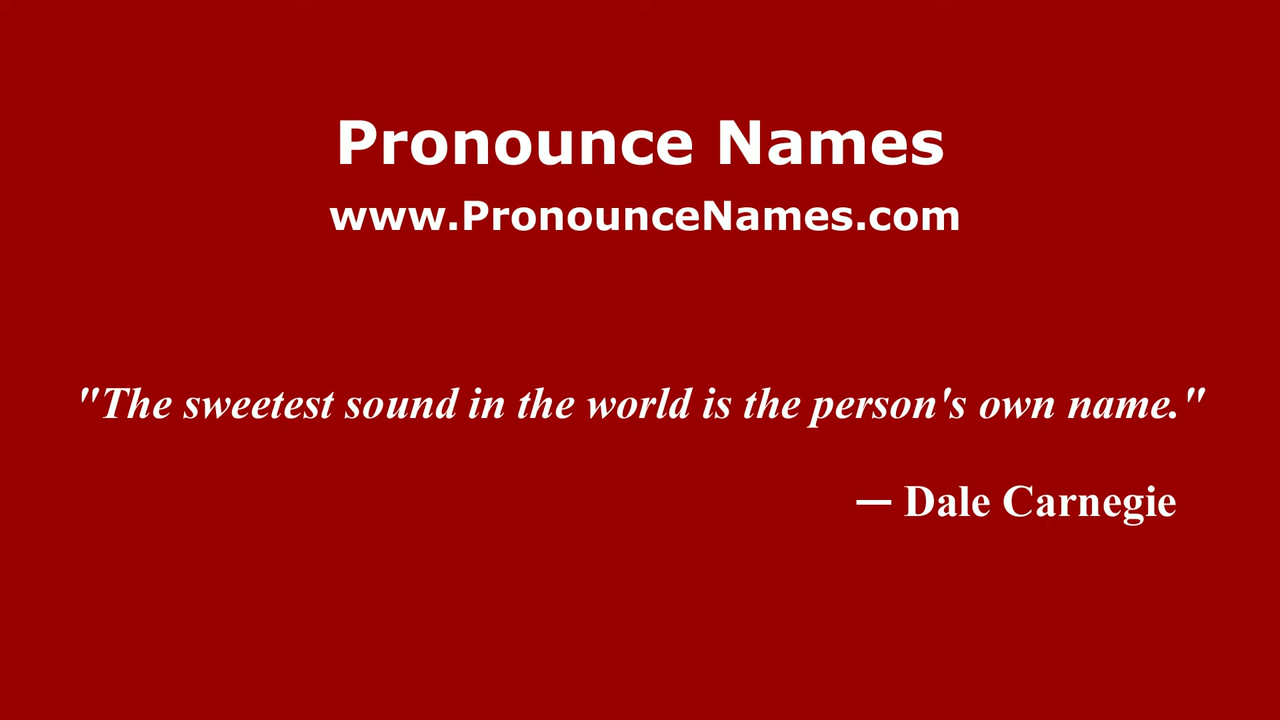 Pronounce Names
www.PronounceNames.com
"The sweetest sound in the world is the person's own name."
— Dale Carnegie